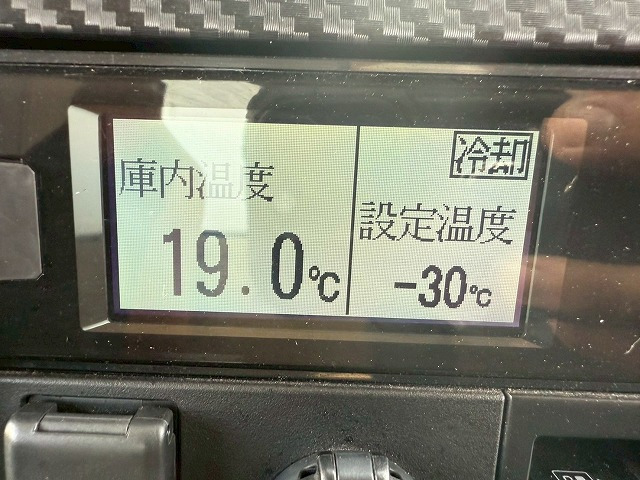 庫内温度
19.0℃
冷却
設定温度
-30℃